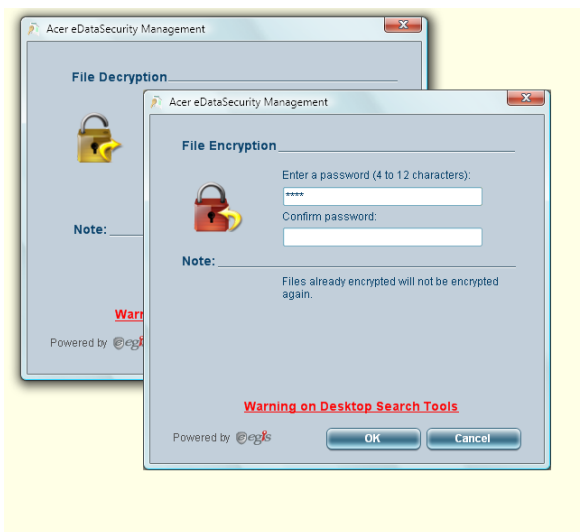 Acer eDataSecurity Management
File Decryption
Note:
Powered by egi
Acer eDataSecurity Management
File Encryption
Enter a password (4 to 12 characters):
****
Confirm password:
Note:
Files already encrypted will not be encrypted
again.
Warning on Desktop Search Tools
Powered by egis
OK
Cancel